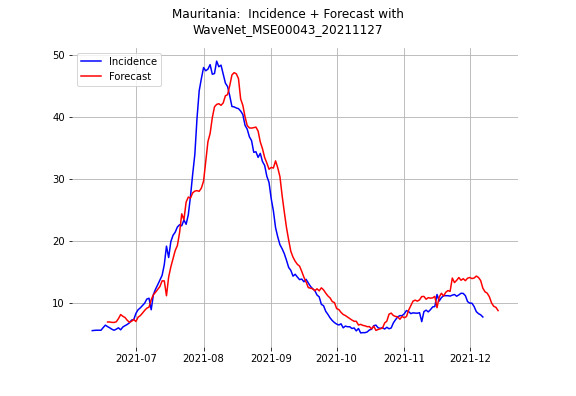 Mauritania:  Incidence + Forecast with
WaveNet_MSE00043_20211127
50
Incidence
Forecast
40
30
20
10
2021-07 2021-08 2021-09 2021-10 2021-11 2021-12